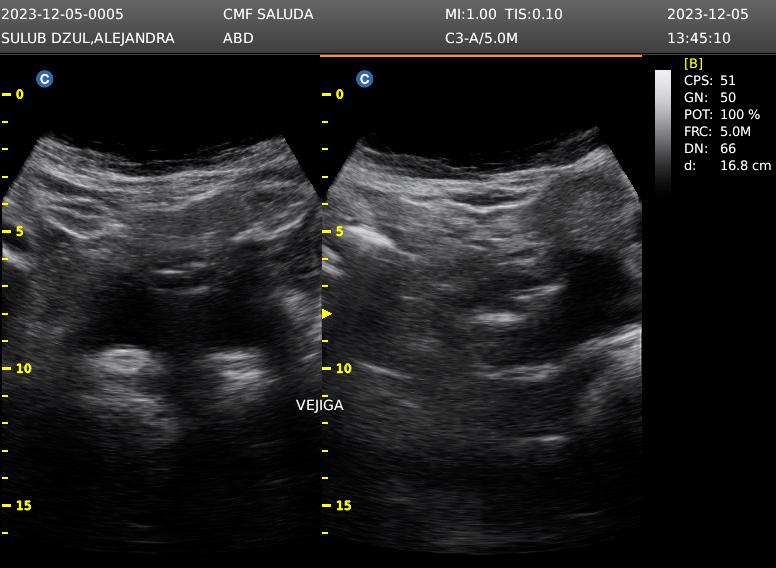 2023-12-05-0005 CMF SALUDA MI:1.00 TIS:0.10 2023-12-05
SULUB DZUL,ALEJANDRA ABD C3-A/5.0M 13:45:10
[B]
C C
0 0
CPS: 51
GN: 50
POT: 100 %
FRC: 5.0M
DN: 66
d: 16.8 cm
5 5
10 10
VEJIGA
15 15